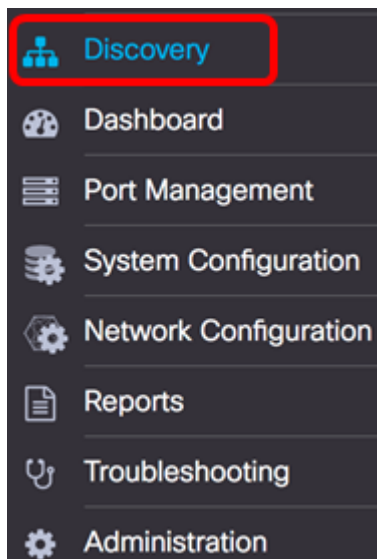 Discovery
Dashboard
Port Management
System Configuration
Network Configuration
Reports
Troubleshooting
Administration